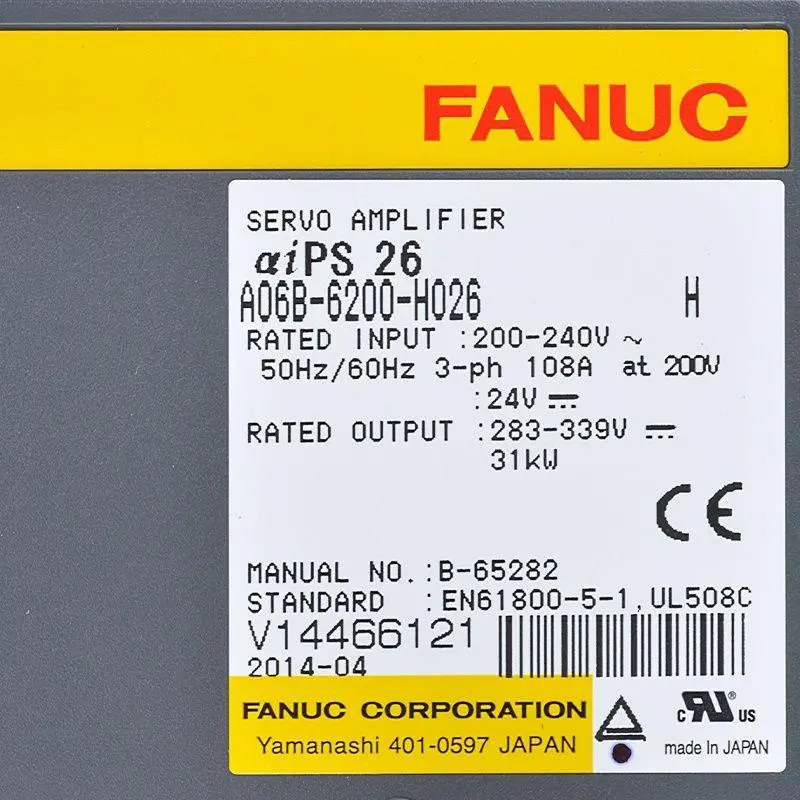 FANUC
SERVO AMPLIFIER
αiPS 26
A06B-6200-H026 H
RATED INPUT :200-240V ~
50Hz/60Hz 3-ph 108A at 200V
:24V ⎓
RATED OUTPUT :283-339V ⎓
31kW
CE
MANUAL NO.:B-65282
STANDARD :EN61800-5-1,UL508C
V14466121
2014-04
FANUC CORPORATION
Yamanashi 401-0597 JAPAN
c RU® US
made In JAPAN